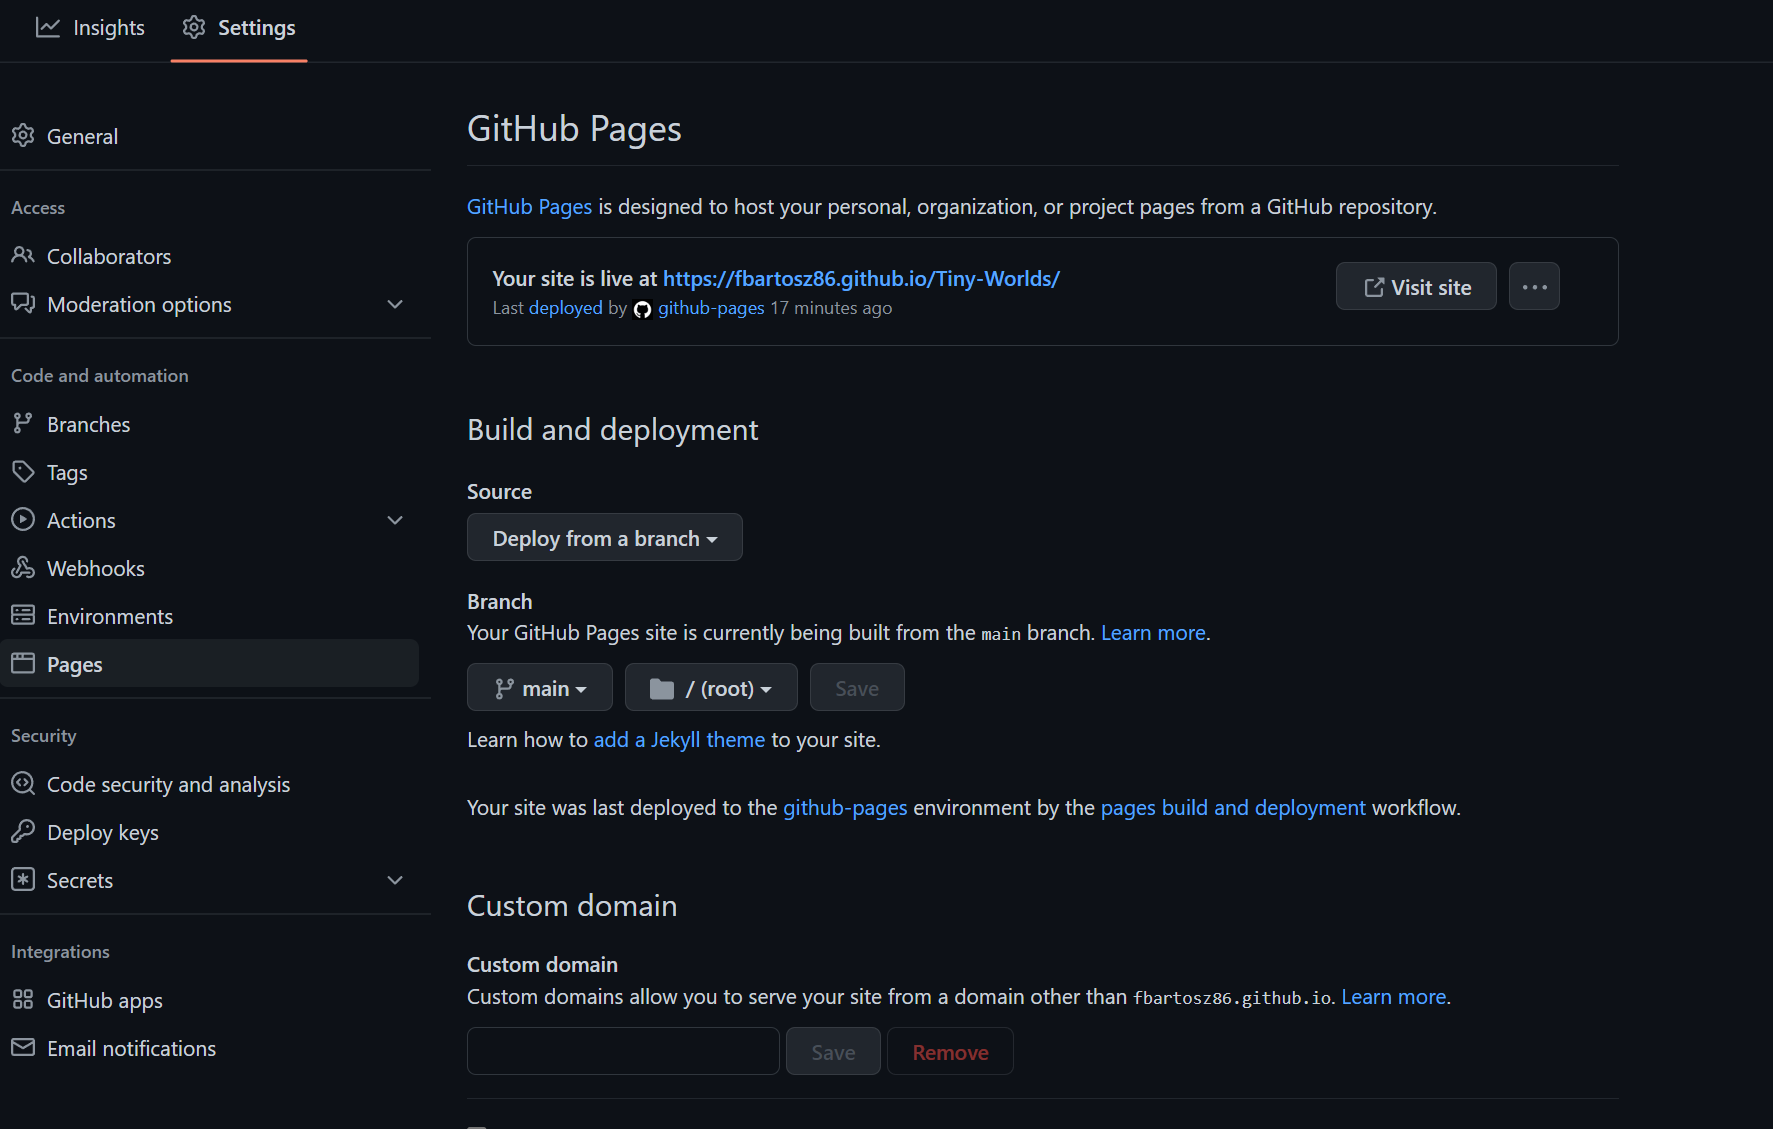 Insights
Settings
General
Access
Collaborators
Moderation options
Code and automation
Branches
Tags
Actions
Webhooks
Environments
Pages
Security
Code security and analysis
Deploy keys
Secrets
Integrations
GitHub apps
Email notifications
GitHub Pages
GitHub Pages is designed to host your personal, organization, or project pages from a GitHub repository.
Your site is live at https://fbartosz86.github.io/Tiny-Worlds/
Last deployed by github-pages 17 minutes ago
Visit site
Build and deployment
Source
Deploy from a branch
Branch
Your GitHub Pages site is currently being built from the main branch. Learn more.
main
/ (root)
Save
Learn how to add a Jekyll theme to your site.
Your site was last deployed to the github-pages environment by the pages build and deployment workflow.
Custom domain
Custom domain
Custom domains allow you to serve your site from a domain other than fbartosz86.github.io. Learn more.
Save
Remove